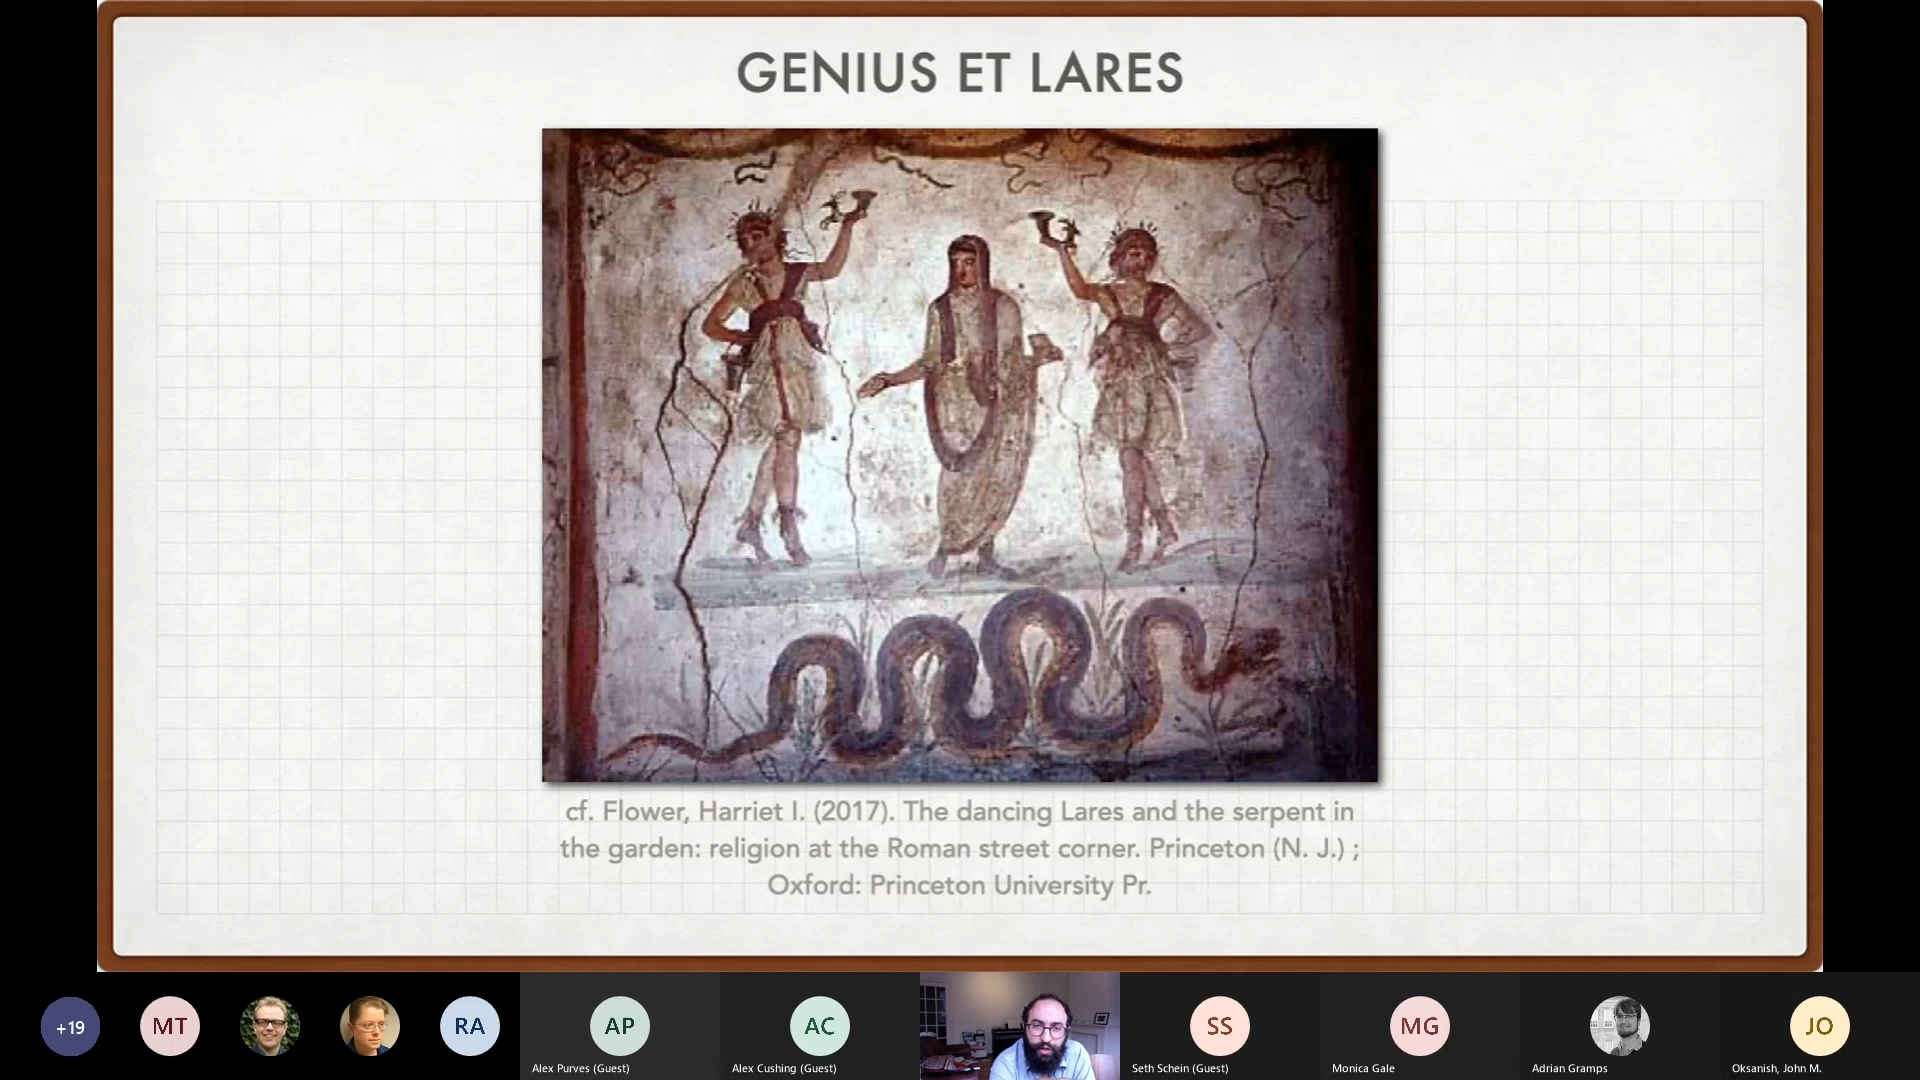 GENIUS ET LARES
cf. Flower, Harriet I. (2017). The dancing Lares and the serpent in
the garden: religion at the Roman street corner. Princeton (N. J.) ;
Oxford: Princeton University Pr.
+19
MT
RA
AP
Alex Purves (Guest)
AC
Alex Cushing (Guest)
SS
Seth Schein (Guest)
MG
Monica Gale
Adrian Gramps
JO
Oksanish, John M.